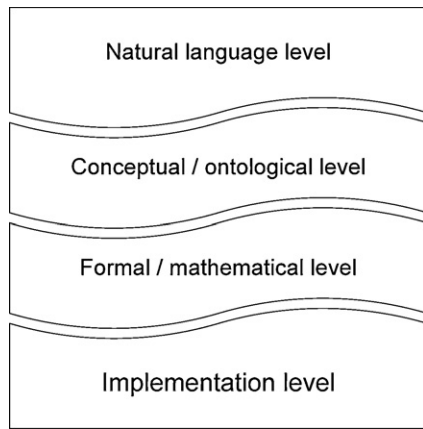 Natural language level
Conceptual / ontological level
Formal / mathematical level
Implementation level